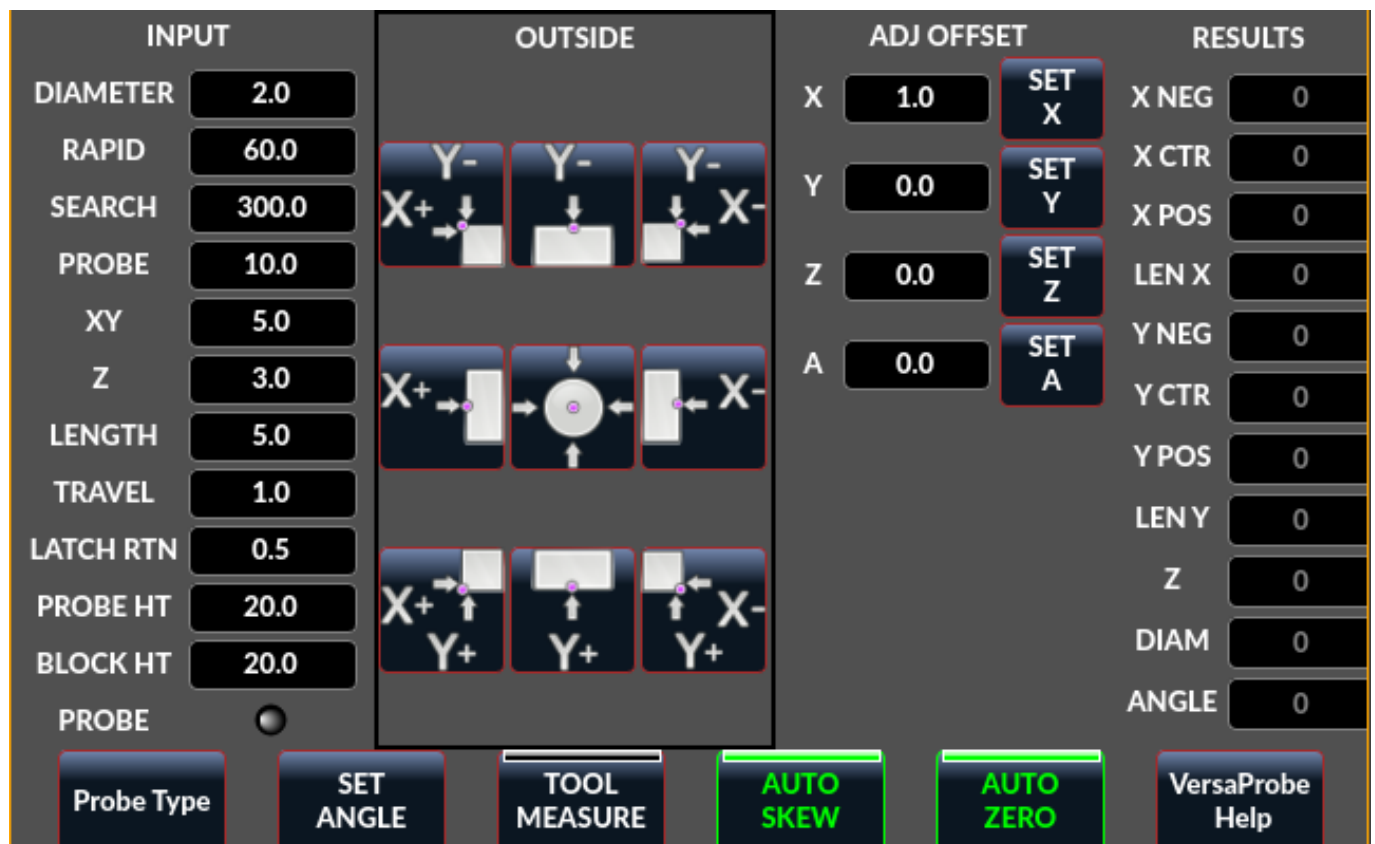 INPUT
DIAMETER 2.0
RAPID 60.0
SEARCH 300.0
PROBE 10.0
XY 5.0
Z 3.0
LENGTH 5.0
TRAVEL 1.0
LATCH RTN 0.5
PROBE HT 20.0
BLOCK HT 20.0
PROBE
OUTSIDE
Y- Y- Y-
X+ X-
X+ X-
X+ X-
Y+ Y+ Y+
ADJ OFFSET
X 1.0 SET
X
Y 0.0 SET
Y
Z 0.0 SET
Z
A 0.0 SET
A
RESULTS
X NEG 0
X CTR 0
X POS 0
LEN X 0
Y NEG 0
Y CTR 0
Y POS 0
LEN Y 0
Z 0
DIAM 0
ANGLE 0
Probe Type
SET
ANGLE
TOOL
MEASURE
AUTO
SKEW
AUTO
ZERO
VersaProbe
Help